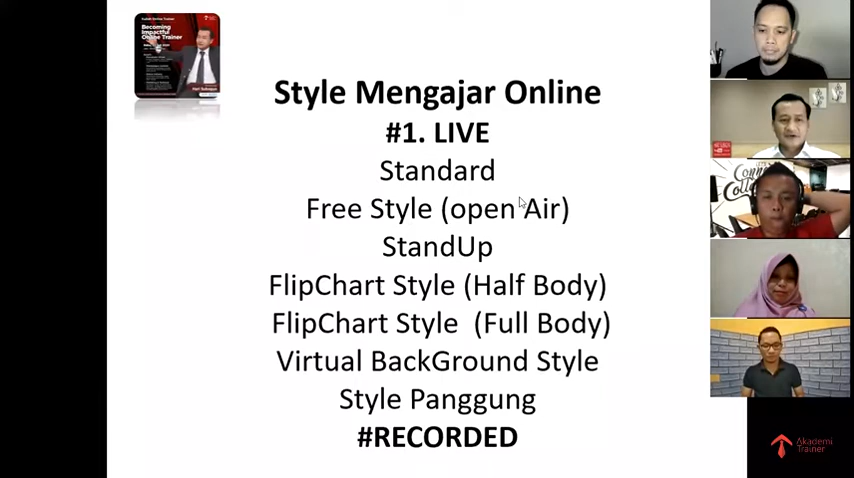 Becoming
Impactful
Online Trainer
Style Mengajar Online
#1. LIVE
Standard
Free Style (open Air)
StandUp
FlipChart Style (Half Body)
FlipChart Style  (Full Body)
Virtual BackGround Style
Style Panggung
#RECORDED
Akademi
Trainer